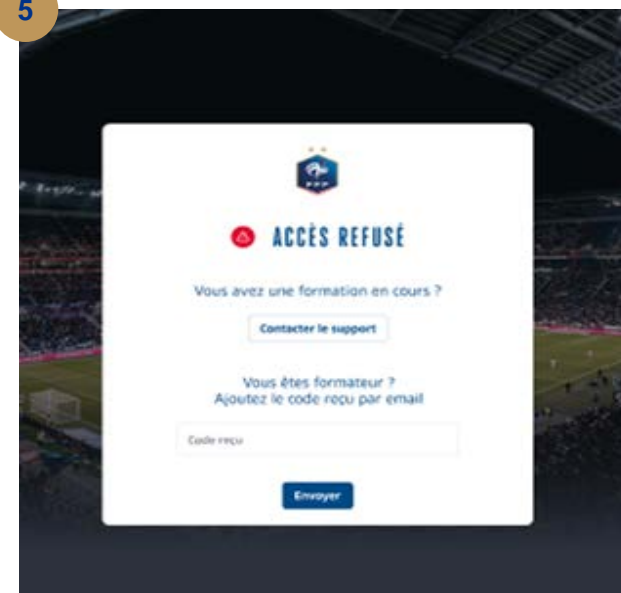 5
FFF
ACCÈS REFUSÉ
Vous avez une formation en cours ?
Contacter le support
Vous êtes formateur ?
Ajoutez le code reçu par email
Code reçu
Envoyer